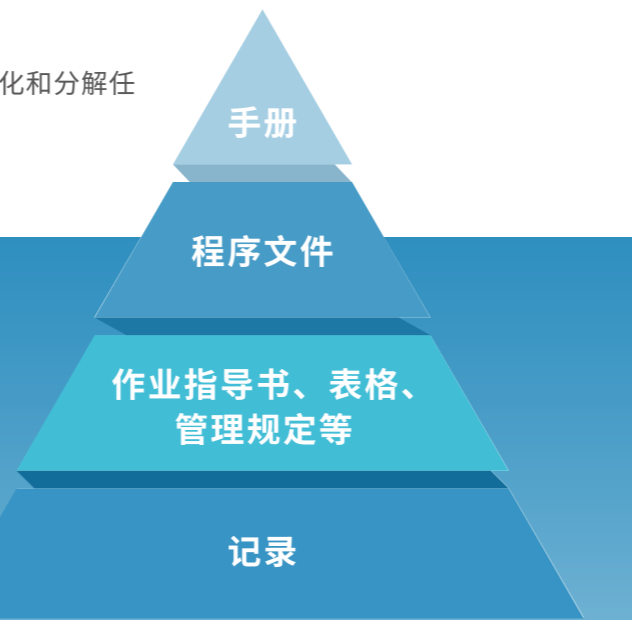 化和分解任
手册
程序文件
作业指导书、表格、
管理规定等
记录